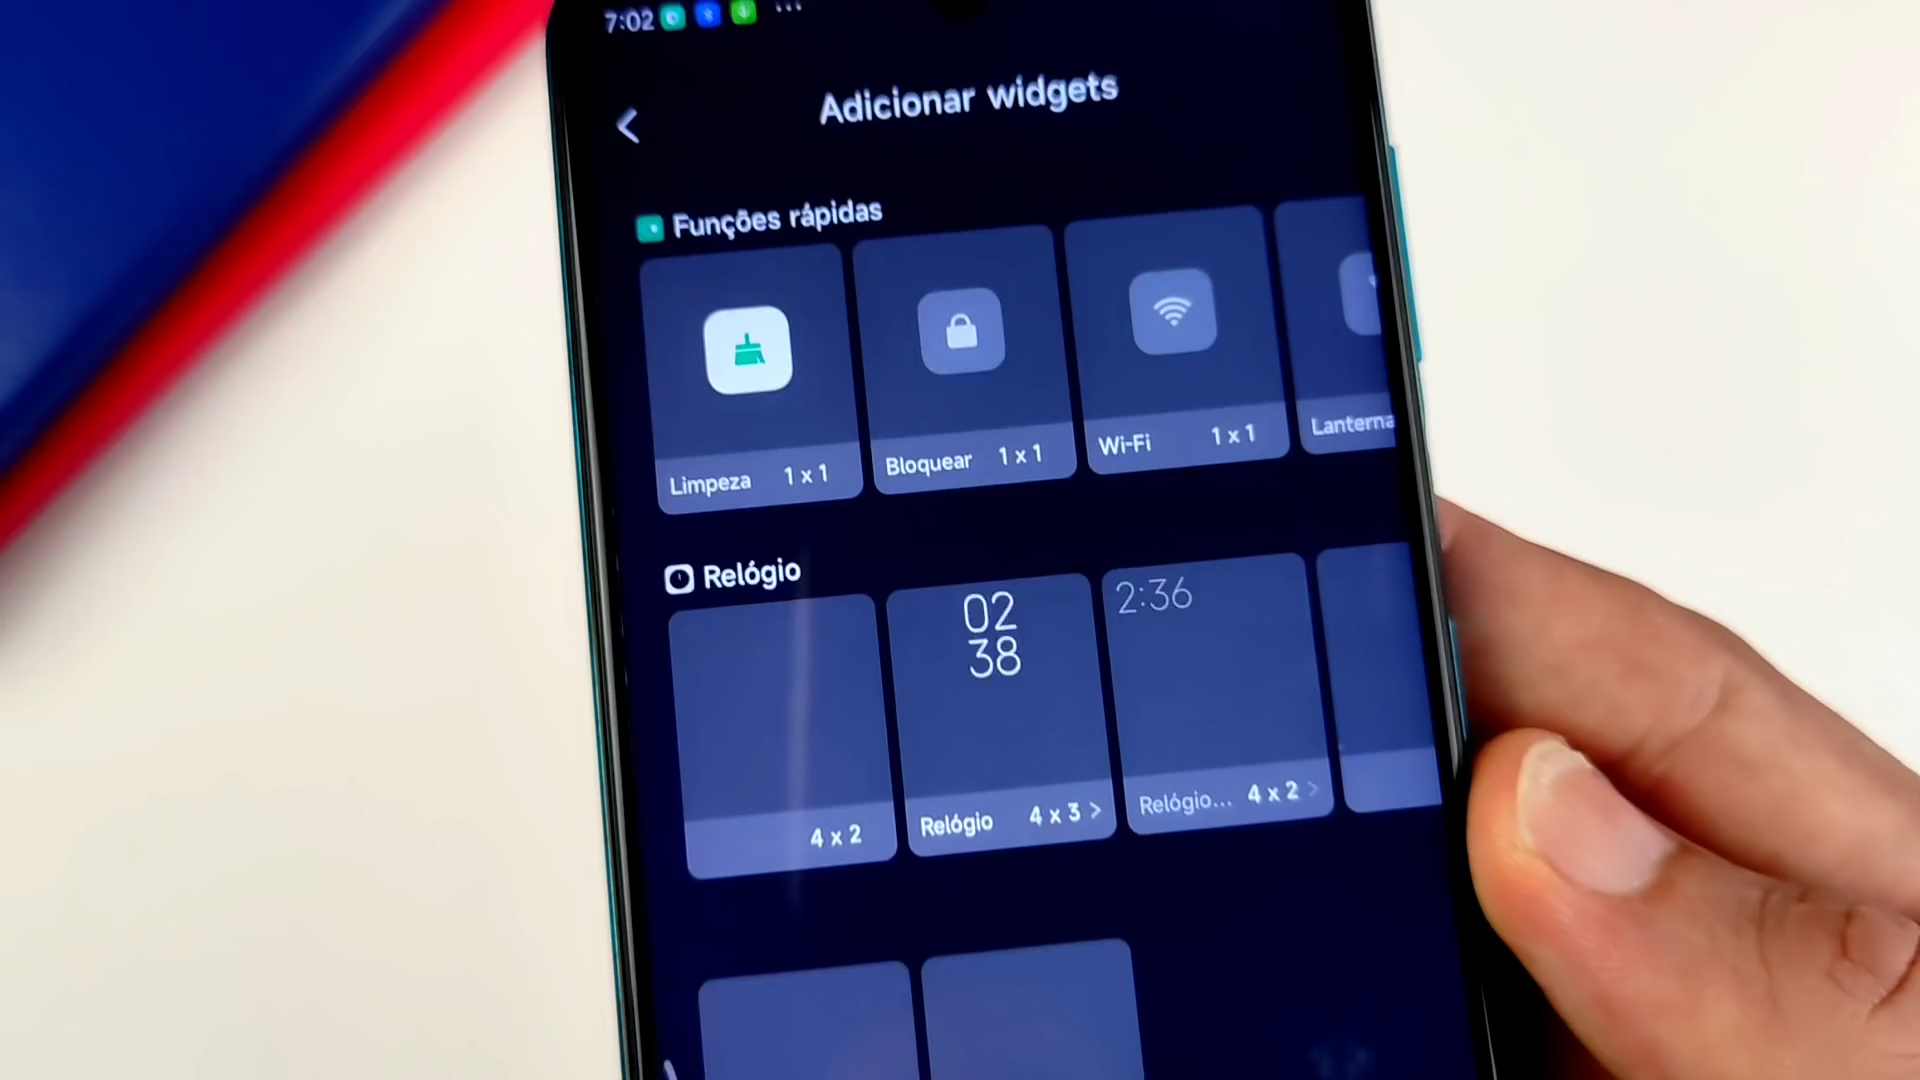 7:02
Adicionar widgets
Funções rápidas
Limpeza 1 x 1
Bloquear 1 x 1
Wi-Fi 1 x 1
Lanterna
Relógio
02
38
2:36
4 x 2
Relógio 4 x 3 >
Relógio... 4 x 2 >